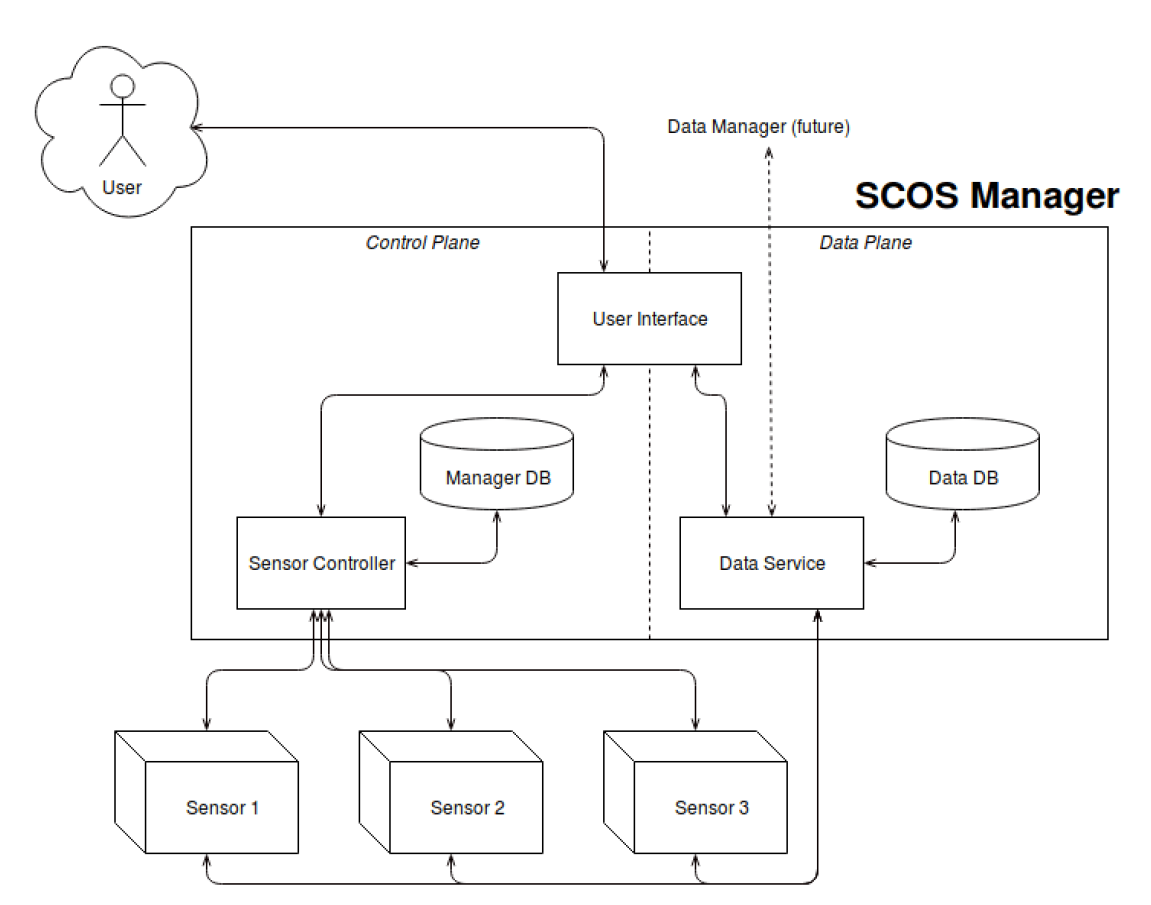 User
Data Manager (future)
SCOS Manager
Control Plane
Data Plane
User Interface
Manager DB
Data DB
Sensor Controller
Data Service
Sensor 1
Sensor 2
Sensor 3